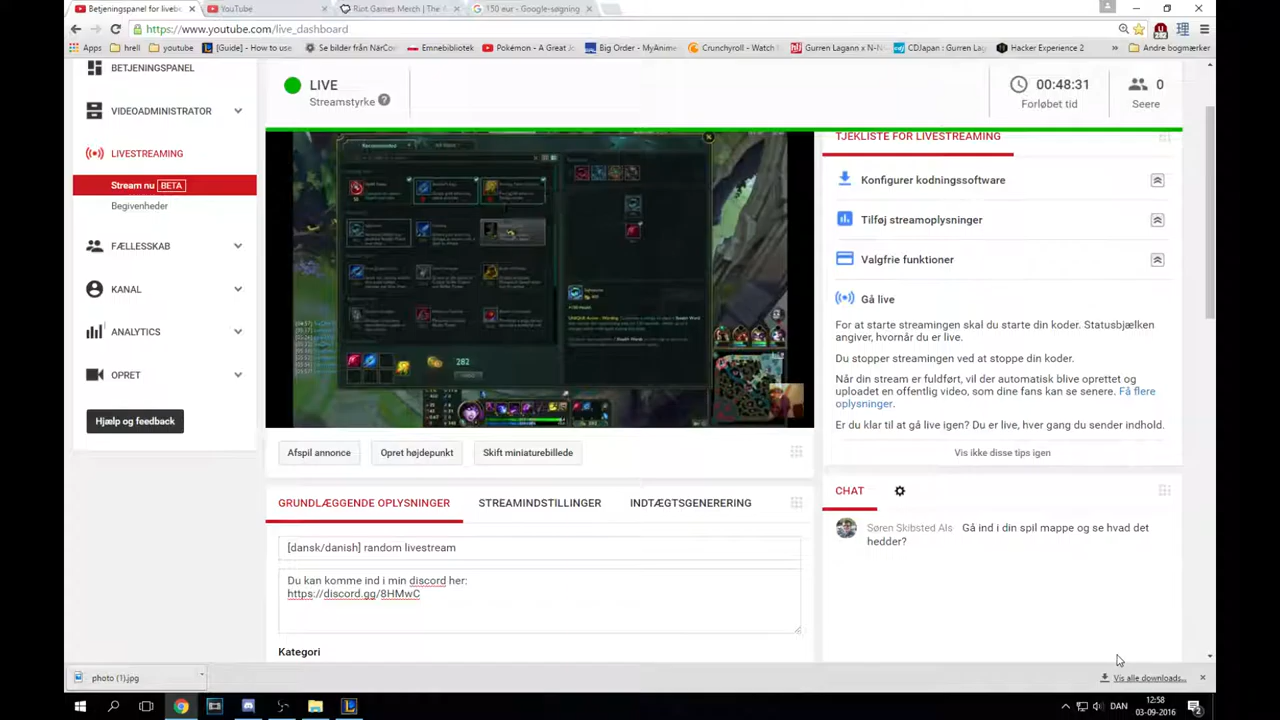 Betjeningspanel for livebe
YouTube
Riot Games Merch | The R
150 eur - Google-søgning
https://www.youtube.com/live_dashboard
Apps
hrell
youtube
[Guide] - How to use
Se bilder från NärCon
Emnebibliotek
Pokémon - A Great Jo
Big Order - MyAnime
Crunchyroll - Watch
Gurren Lagann x N-N
CDJapan : Gurren Lag
Hacker Experience 2
»
Andre bogmærker
BETJENINGSPANEL
VIDEOADMINISTRATOR
LIVESTREAMING
Stream nu BETA
Begivenheder
FÆLLESSKAB
KANAL
ANALYTICS
OPRET
Hjælp og feedback
LIVE
Streamstyrke ?
00:48:31
Forløbet tid
0
Seere
282
Afspil annonce
Opret højdepunkt
Skift miniaturebillede
GRUNDLÆGGENDE OPLYSNINGER
STREAMINDSTILLINGER
INDTÆGTSGENERERING
[dansk/danish] random livestream
Du kan komme ind i min discord her:
https://discord.gg/8HMwC
Kategori
TJEKLISTE FOR LIVESTREAMING
Konfigurer kodningssoftware
Tilføj streamoplysninger
Valgfrie funktioner
Gå live
For at starte streamingen skal du starte din koder. Statusbjælken
angiver, hvornår du er live.
Du stopper streamingen ved at stoppe din koder.
Når din stream er fuldført, vil der automatisk blive oprettet og
uploadet en offentlig video, som dine fans kan se senere. Få flere
oplysninger.
Er du klar til at gå live igen? Du er live, hver gang du sender indhold.
Vis ikke disse tips igen
CHAT
Søren Skibsted Als Gå ind i din spil mappe og se hvad det
hedder?
photo (1).jpg
Vis alle downloads...
DAN
12:58
03-09-2016